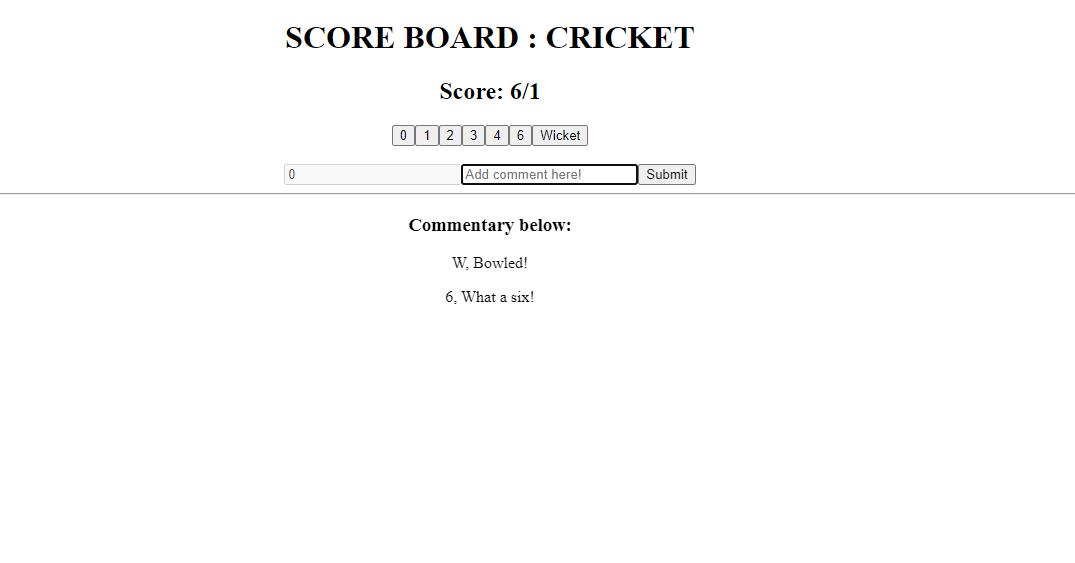 SCORE BOARD : CRICKET
Score: 6/1
0 1 2 3 4 6 Wicket
0 Add comment here! Submit
Commentary below:
W, Bowled!
6, What a six!